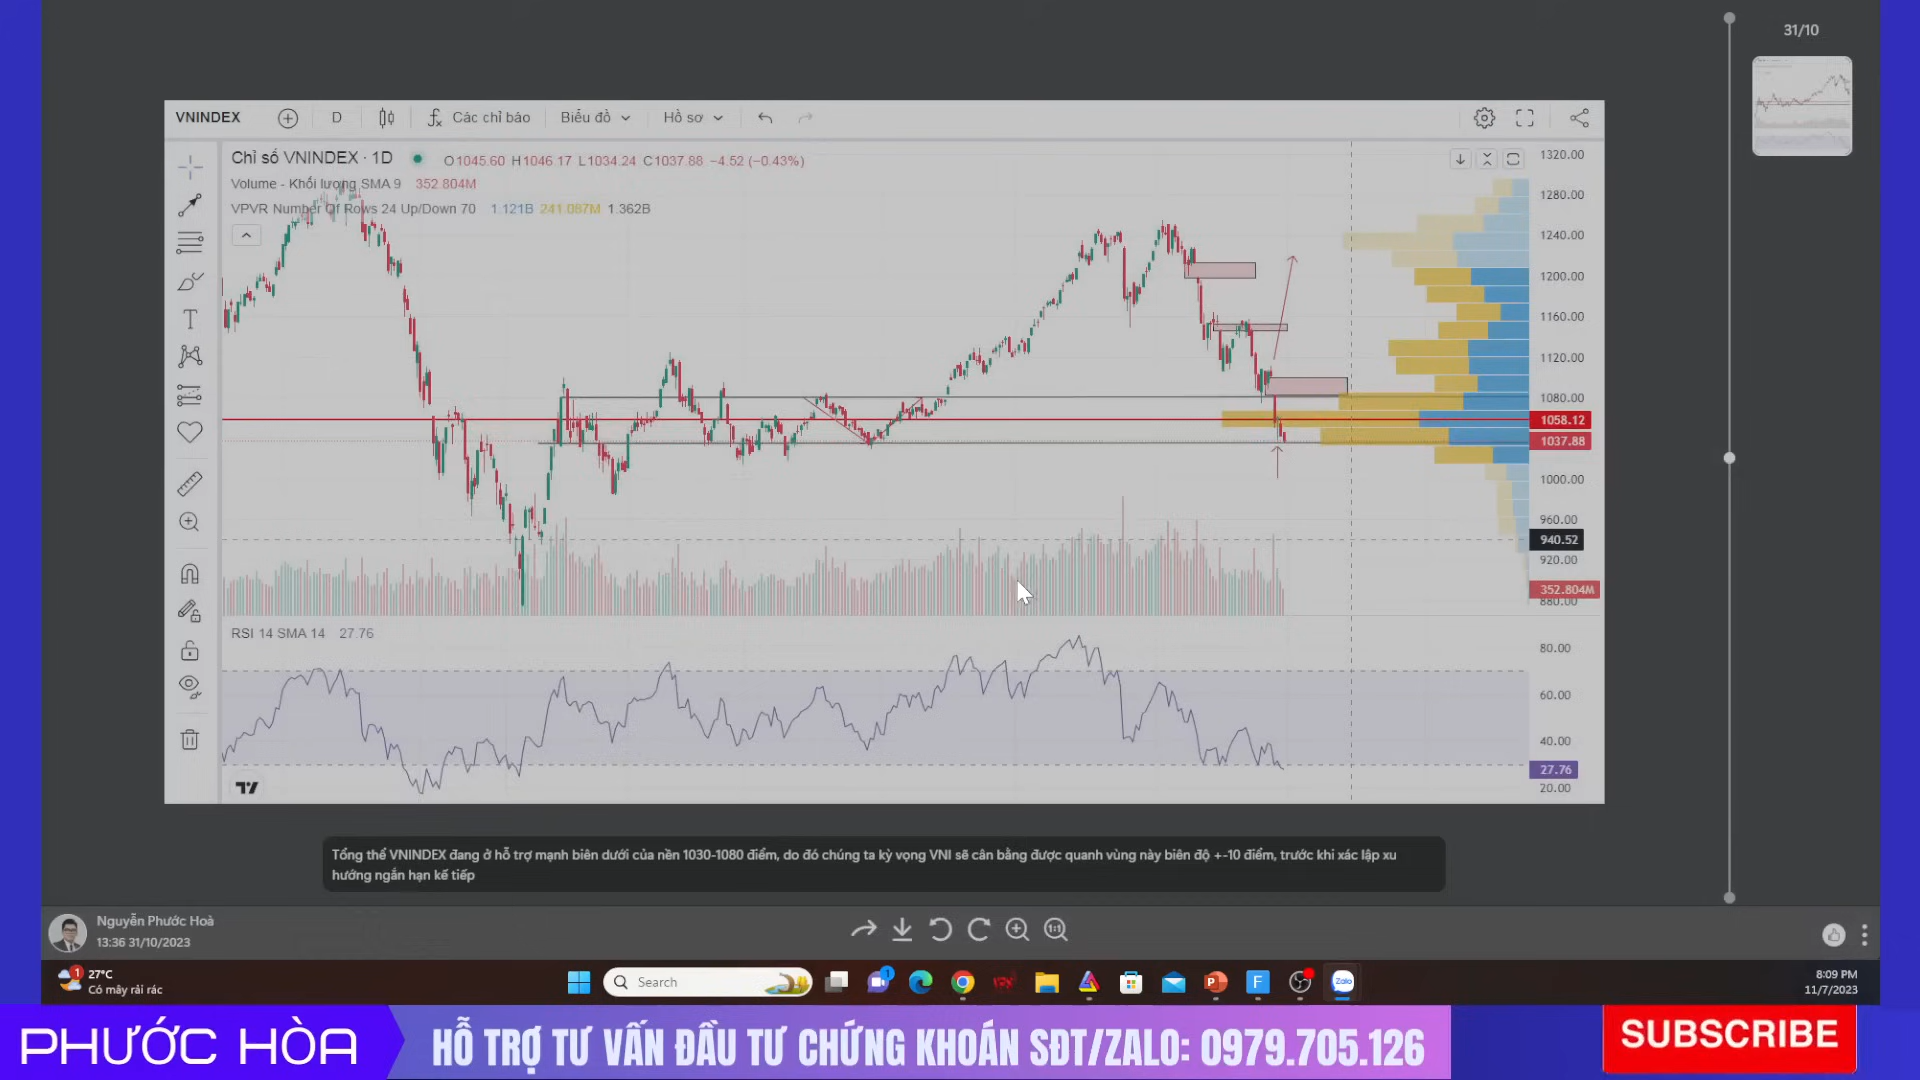 31/10
VNINDEX
D
Các chỉ báo
Biểu đồ
Hồ sơ
Chỉ số VNINDEX · 1D
O1045.60 H1046.17 L1034.24 C1037.88 −4.52 (−0.43%)
Volume - Khối lượng SMA 9 352.804M
VPVR Number Of Rows 24 Up/Down 70 1.121B 241.087M 1.362B
1320.00
1280.00
1240.00
1200.00
1160.00
1120.00
1080.00
1058.12
1037.88
1000.00
960.00
940.52
920.00
352.804M
880.00
RSI 14 SMA 14 27.76
80.00
60.00
40.00
27.76
20.00
Tổng thể VNINDEX đang ở hỗ trợ mạnh biên dưới của nền 1030-1080 điểm, do đó chúng ta kỳ vọng VNI sẽ cân bằng được quanh vùng này biên độ +-10 điểm, trước khi xác lập xu
hướng ngắn hạn kế tiếp
Nguyễn Phước Hoà
13:36 31/10/2023
1:1
1
27°C
Có mây rải rác
Search
1
Zalo
8:09 PM
11/7/2023
PHƯỚC HÒA
HỖ TRỢ TƯ VẤN ĐẦU TƯ CHỨNG KHOÁN SĐT/ZALO: 0979.705.126
SUBSCRIBE